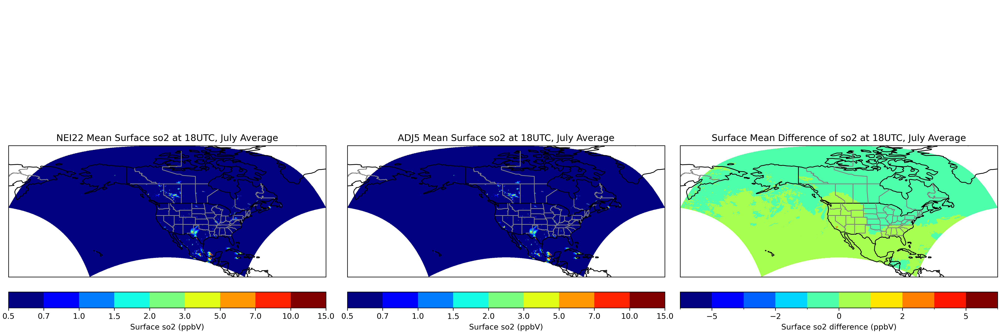 NEI22 Mean Surface so2 at 18UTC, July Average
ADJ5 Mean Surface so2 at 18UTC, July Average
Surface Mean Difference of so2 at 18UTC, July Average
0.5 0.7 1.0 1.5 2.0 3.0 5.0 7.0 10.0 15.0
Surface so2 (ppbV)
0.5 0.7 1.0 1.5 2.0 3.0 5.0 7.0 10.0 15.0
Surface so2 (ppbV)
−5 −2 0 2 5
Surface so2 difference (ppbV)